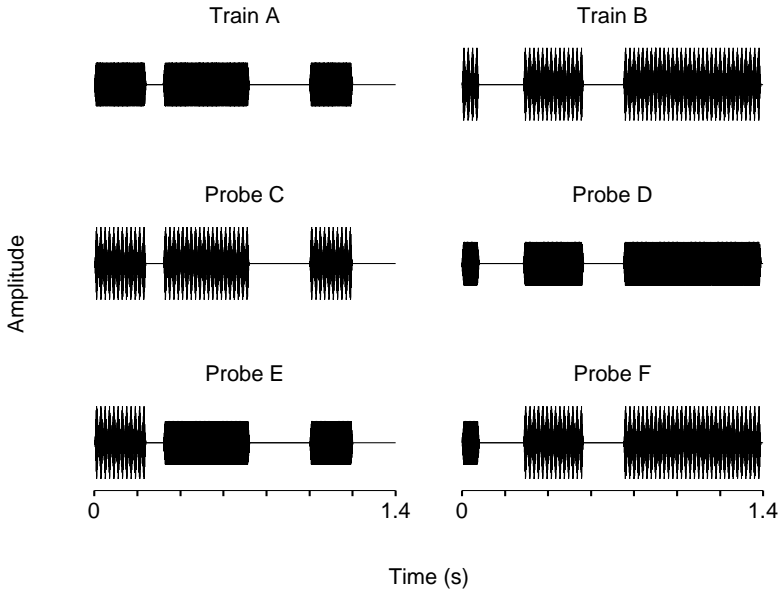 Train A
Train B
Probe C
Probe D
Amplitude
Probe E
Probe F
0
1.4
0
1.4
Time (s)